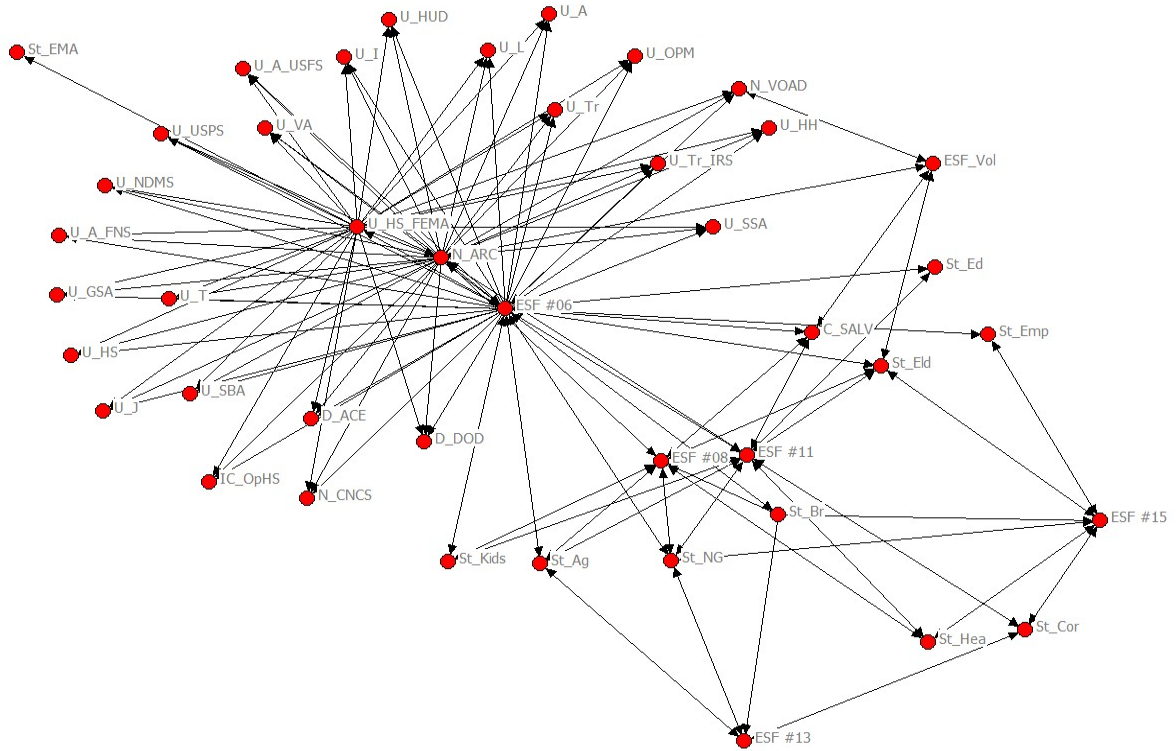 U_A
U_HUD
St_EMA
U_I
U_L
U_OPM
U_A_USFS
N_VOAD
U_Tr
U_VA
U_HH
U_USPS
U_Tr_IRS
ESF_Vol
U_NDMS
U_HS_FEMA
U_SSA
U_A_FNS
N_ARC
St_Ed
U_GSA
U_T
ESF #06
C_SALV
St_Emp
U_HS
St_Eld
U_SBA
U_J
D_ACE
D_DOD
ESF #11
ESF #08
IC_OpHS
N_CNCS
St_Br
ESF #15
St_Kids
St_Ag
St_NG
St_Cor
St_Hea
ESF #13